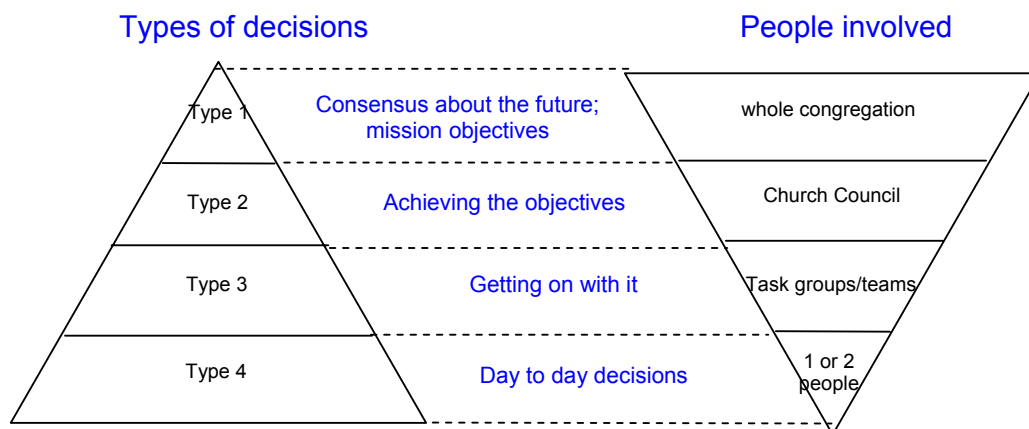 Types of decisions
People involved
Type 1
Consensus about the future;
mission objectives
whole congregation
Type 2
Achieving the objectives
Church Council
Type 3
Getting on with it
Task groups/teams
Type 4
Day to day decisions
1 or 2
people